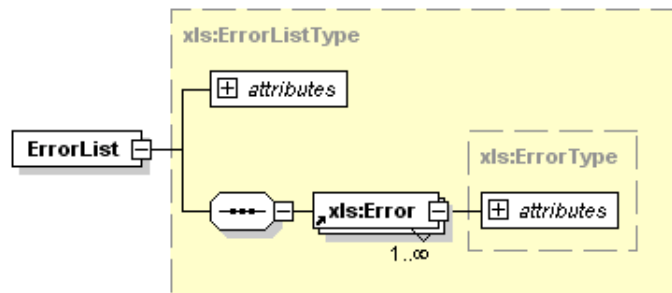 xls:ErrorListType
attributes
ErrorList
xls:ErrorType
xls:Error
attributes
1..∞